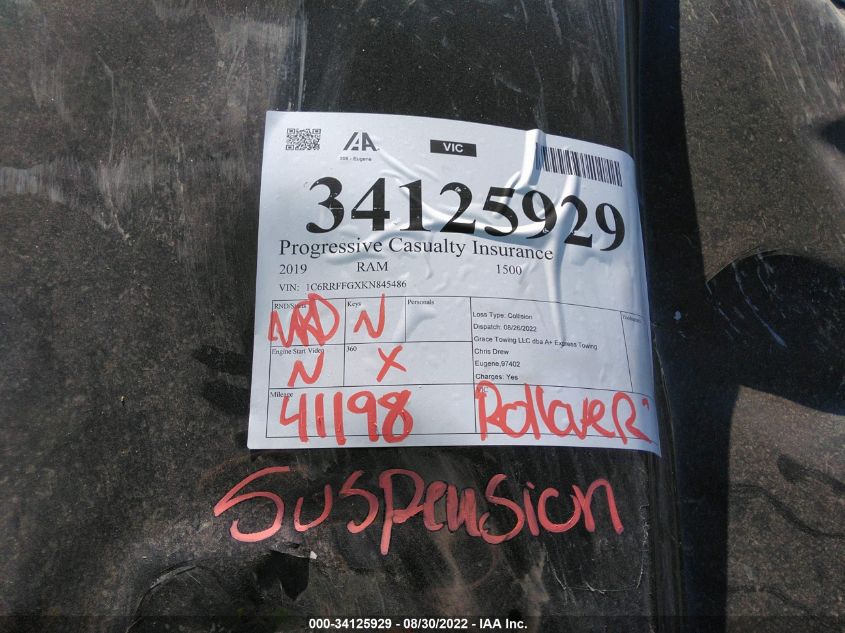 IAA
VIC
34125929
Progressive Casualty Insurance
2019 RAM 1500
VIN: 1C6RRFFGXKN845486
Keys
Personals
NRD
N
Engine Start Video
360
N
X
Mileage
41198
Loss Type: Collision
Dispatch: 08/26/2022
Grace Towing LLC dba A+ Express Towing
Chris Drew
Eugene,97402
Charges: Yes
Rollover
Suspension
000-34125929 - 08/30/2022 - IAA Inc.